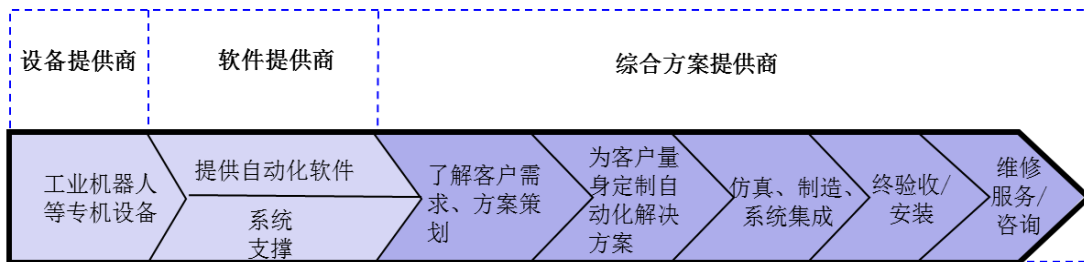 设备提供商
软件提供商
综合方案提供商
工业机器人
等专机设备
提供自动化软件
系统
支撑
了解客户需
求、方案策
划
为客户量
身定制自
动化解决
方案
仿真、制造、
系统集成
终验收/
安装
维修
服务/
咨询